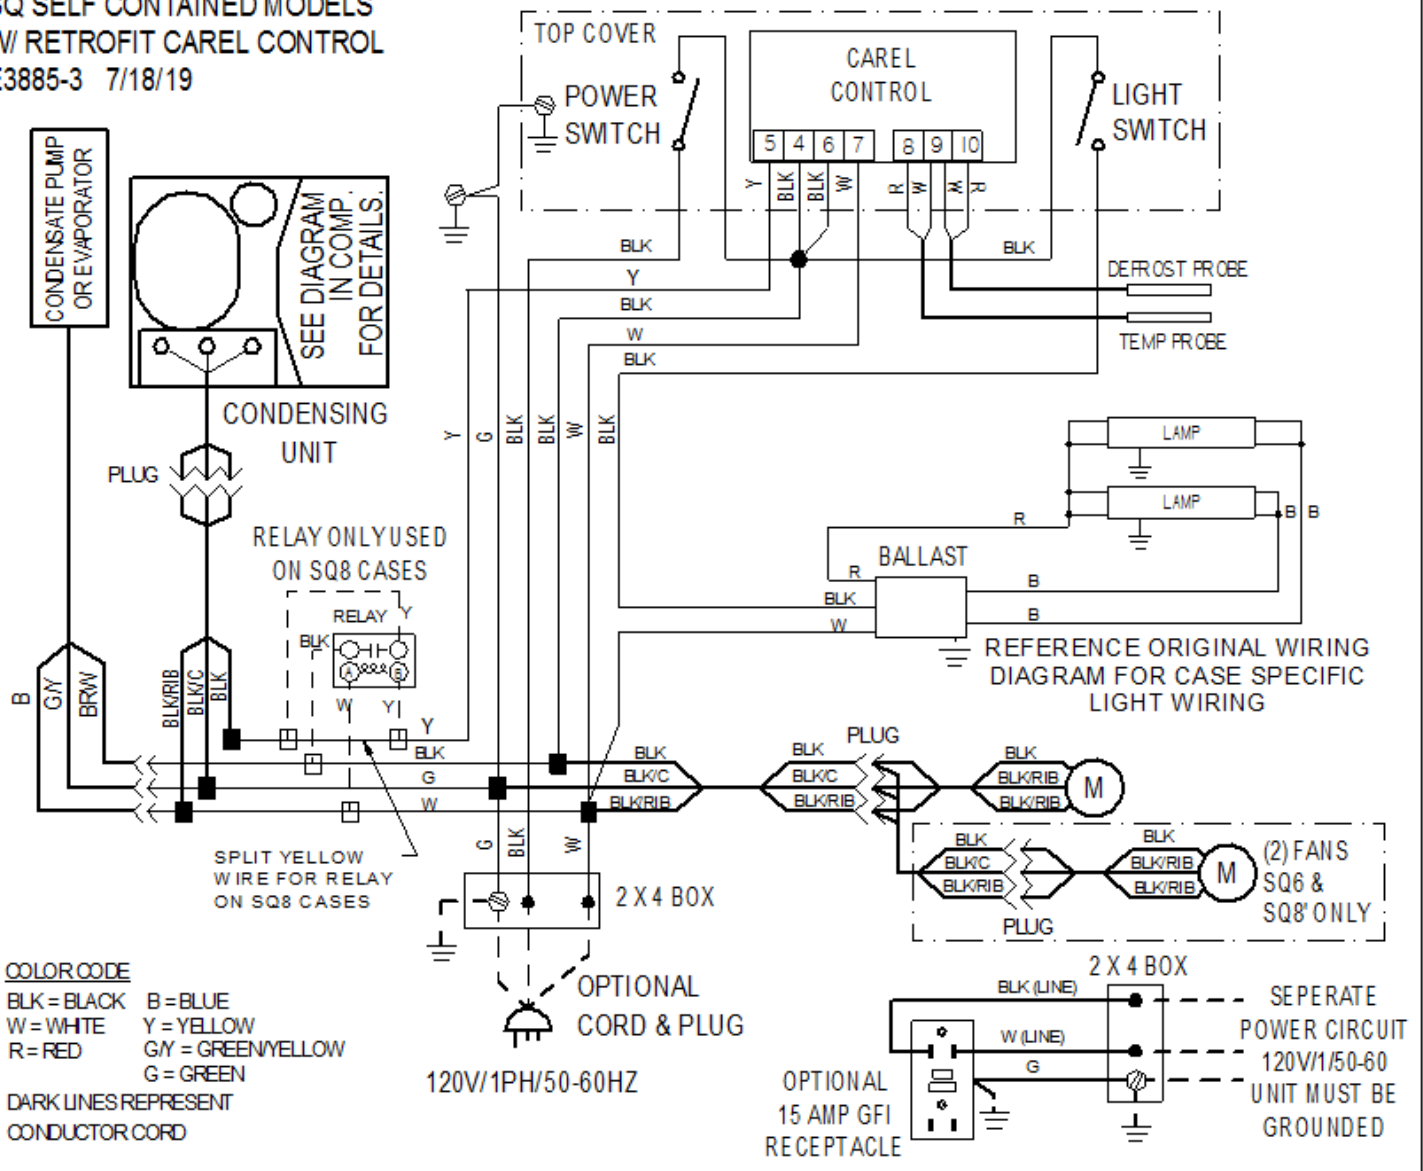 SQ SELF CONTAINED MODELS
W/ RETROFIT CAREL CONTROL
E3885-3 7/18/19
TOP COVER
POWER
SWITCH
CAREL
CONTROL
5 4 6 7 8 9 10
LIGHT
SWITCH
Y BLK BLK W R W W R
CONDENSATE PUMP
OR EVAPORATOR
SEE DIAGRAM
IN COMP.
FOR DETAILS.
CONDENSING
UNIT
PLUG
BLK
Y
BLK
W
BLK
BLK
DEFROST PROBE
TEMP PROBE
Y G BLK BLK W BLK
LAMP
LAMP
R
B B
BALLAST
R
BLK
W
B
B
REFERENCE ORIGINAL WIRING
DIAGRAM FOR CASE SPECIFIC
LIGHT WIRING
RELAY ONLY USED
ON SQ8 CASES
RELAY Y
BLK
A B
W Y
B G/Y BRW
BLK/RIB BLK/C BLK
Y
BLK
G
W
BLK
BLK/C
BLK/RIB
PLUG
BLK
BLK/C
BLK/RIB
BLK
BLK/RIB
BLK/RIB
M
SPLIT YELLOW
WIRE FOR RELAY
ON SQ8 CASES
G BLK W
2 X 4 BOX
BLK
BLK/C
BLK/RIB
PLUG
BLK
BLK/RIB
BLK/RIB
M
(2) FANS
SQ6 &
SQ8' ONLY
OPTIONAL
CORD & PLUG
120V/1PH/50-60HZ
COLOR CODE
BLK = BLACK B = BLUE
W = WHITE Y = YELLOW
R = RED G/Y = GREEN/YELLOW
G = GREEN
DARK LINES REPRESENT
CONDUCTOR CORD
2 X 4 BOX
BLK (LINE)
W (LINE)
G
OPTIONAL
15 AMP GFI
RECEPTACLE
SEPERATE
POWER CIRCUIT
120V/1/50-60
UNIT MUST BE
GROUNDED